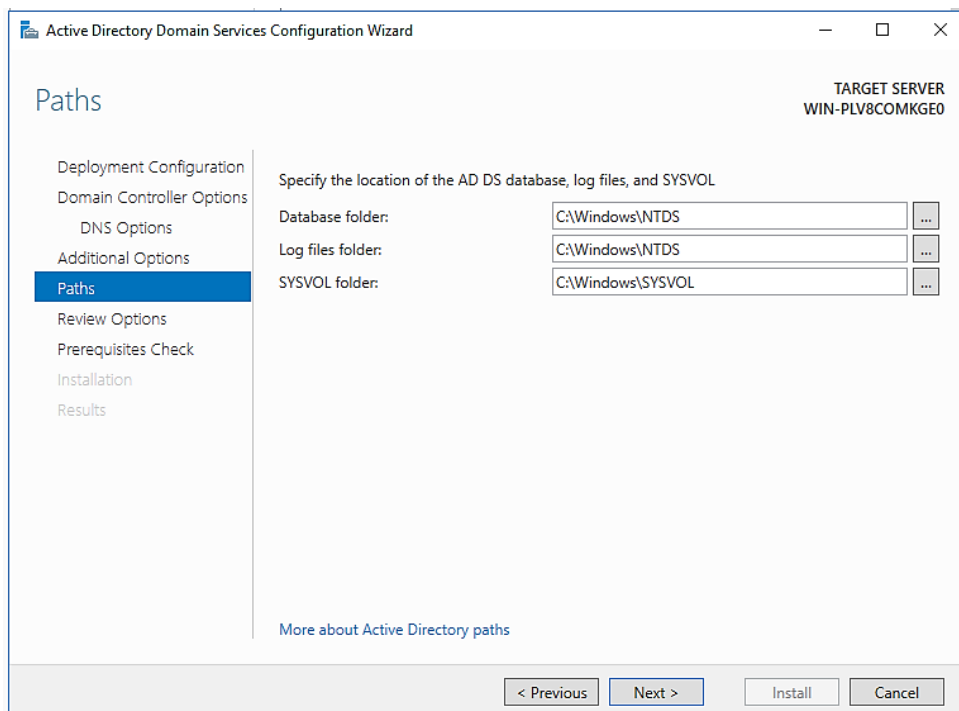 Active Directory Domain Services Configuration Wizard
Paths
TARGET SERVER
WIN-PLV8COMKGE0
Deployment Configuration
Domain Controller Options
DNS Options
Additional Options
Paths
Review Options
Prerequisites Check
Installation
Results
Specify the location of the AD DS database, log files, and SYSVOL
Database folder: C:\Windows\NTDS ...
Log files folder: C:\Windows\NTDS ...
SYSVOL folder: C:\Windows\SYSVOL ...
More about Active Directory paths
< Previous Next > Install Cancel